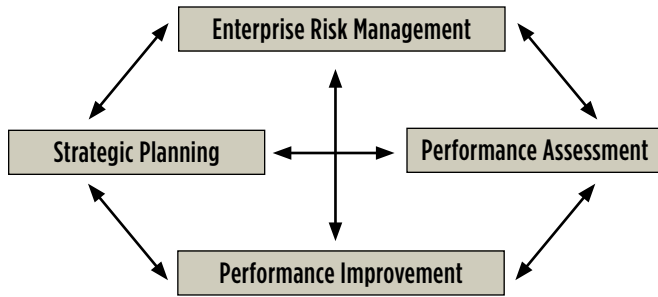 Enterprise Risk Management
Strategic Planning
Performance Assessment
Performance Improvement